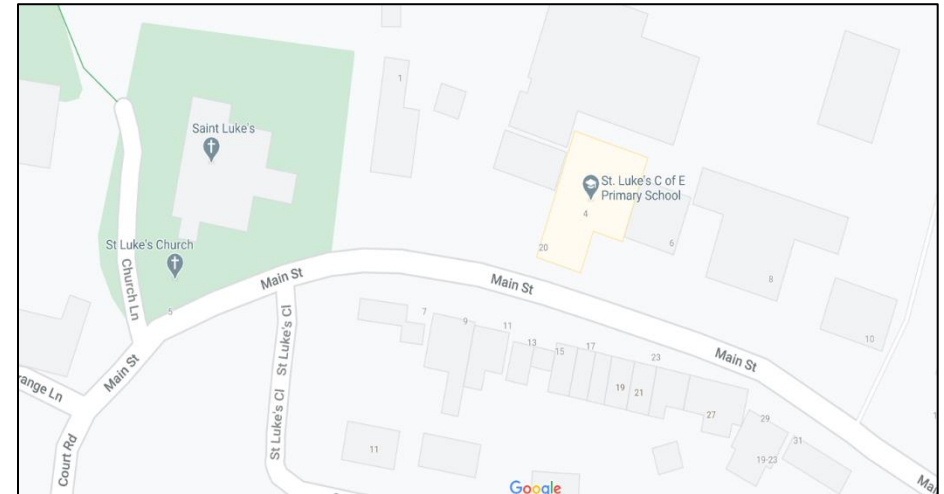 1
Saint Luke's
St. Luke's C of E
Primary School
4
20
6
St Luke's Church
8
Church Ln
Main St
Main St
5
7
9
11
10
13
15
17
23
Main St
St Luke's Cl
Main St
19
21
St Luke's Cl
27
29
31
range Ln
Court Rd
11
19-23
Google
Mai